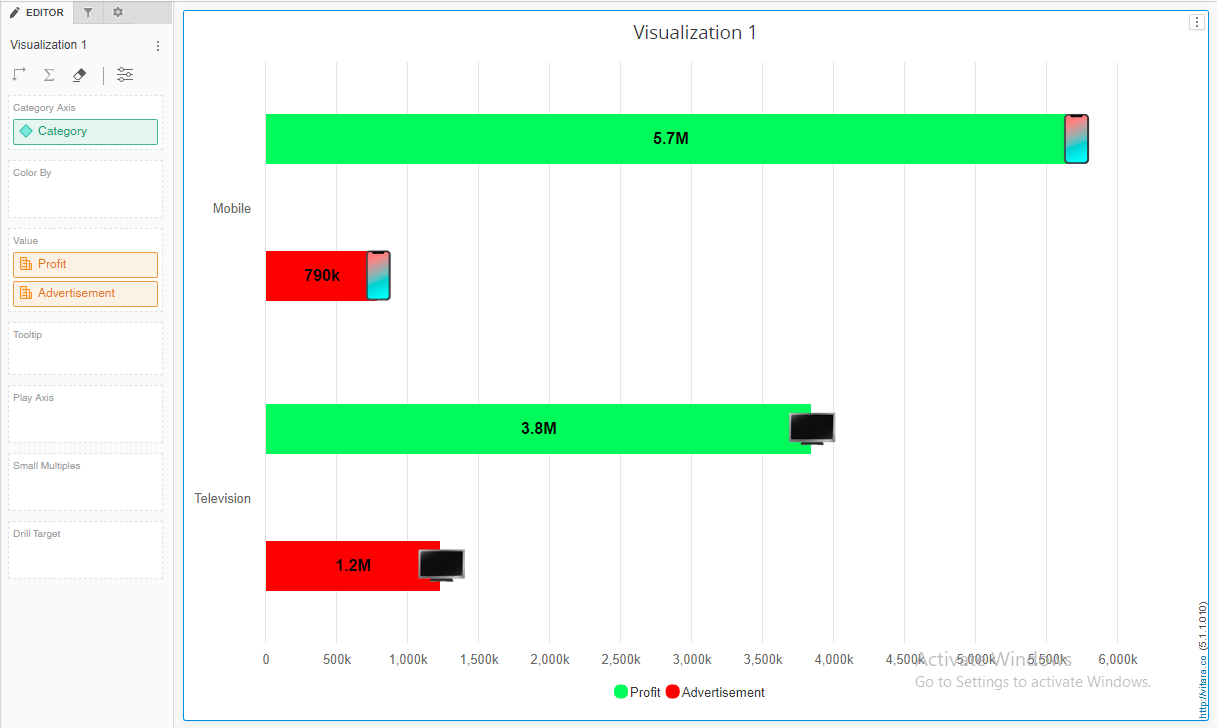 EDITOR
Visualization 1
Category Axis
Category
Color By
Value
Profit
Advertisement
Tooltip
Play Axis
Small Multiples
Drill Target
Visualization 1
5.7M
Mobile
790k
3.8M
Television
1.2M
0 500k 1,000k 1,500k 2,000k 2,500k 3,000k 3,500k 4,000k 4,500k 5,000k 5,500k 6,000k
Profit Advertisement
Activate Windows
Go to Settings to activate Windows.
http://vitara.co (5.1.1.010)